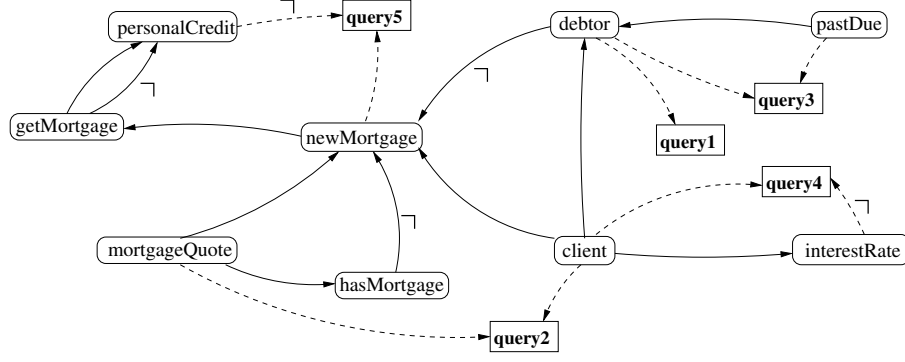 ¬
personalCredit
query5
debtor
pastDue
¬
¬
query3
getMortgage
newMortgage
query1
query4
¬
¬
mortgageQuote
client
interestRate
hasMortgage
query2